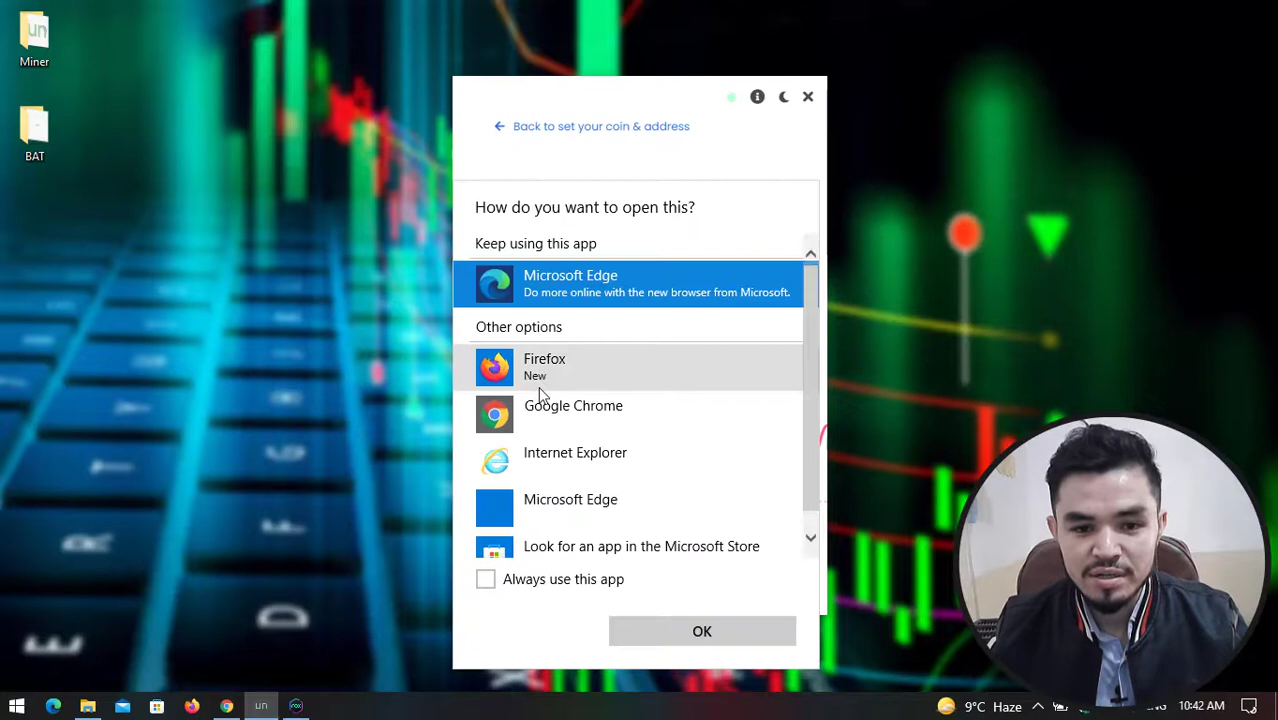 un
Miner
BAT
Back to set your coin & address
How do you want to open this?
Keep using this app
Microsoft Edge
Do more online with the new browser from Microsoft.
Other options
Firefox
New
Google Chrome
Internet Explorer
Microsoft Edge
Look for an app in the Microsoft Store
Always use this app
OK
un
9°C Haze
ENG
10:42 AM